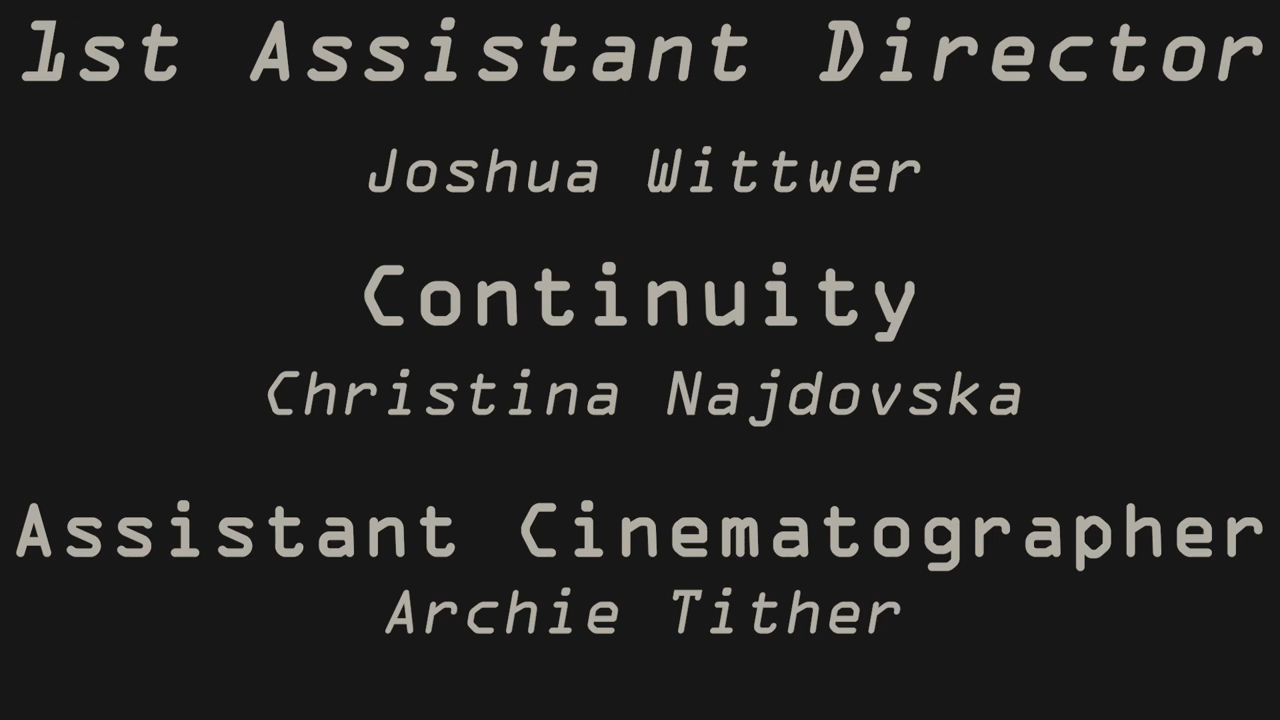 1st Assistant Director
Joshua Wittwer
Continuity
Christina Najdovska
Assistant Cinematographer
Archie Tither